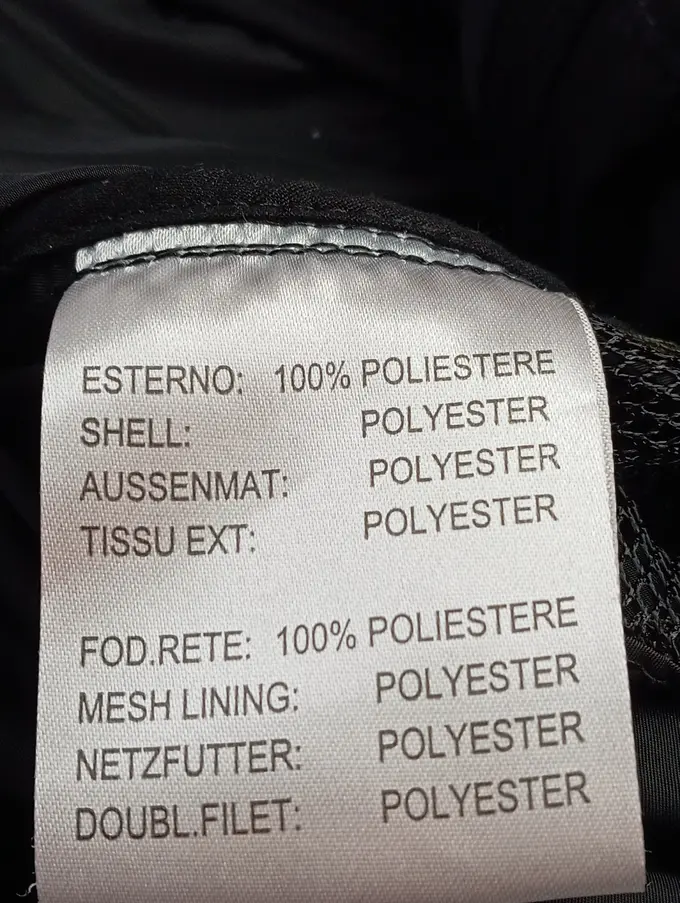 ESTERNO: 100% POLIESTERE
SHELL: POLYESTER
AUSSENMAT: POLYESTER
TISSU EXT: POLYESTER
FOD.RETE: 100% POLIESTERE
MESH LINING: POLYESTER
NETZFUTTER: POLYESTER
DOUBL.FILET: POLYESTER